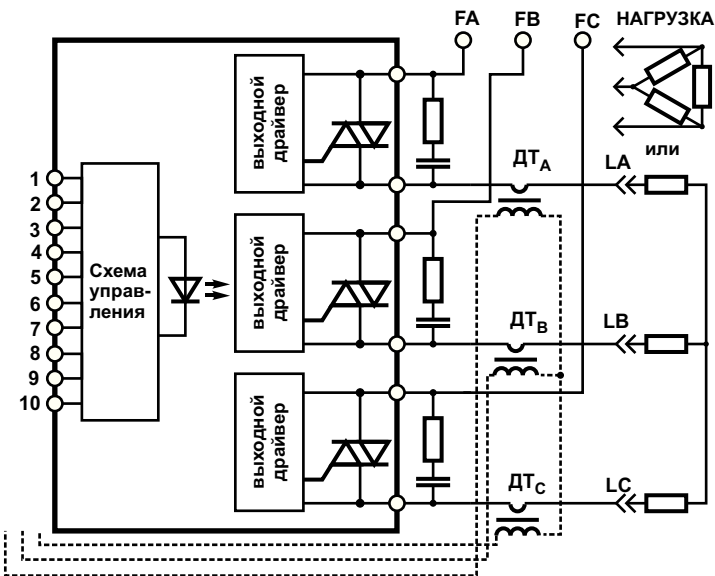 FA
FB
FC
НАГРУЗКА
или
выходной
драйвер
ДТA
LA
1
2
3
4
5
6
7
8
9
10
Схема
управ-
ления
выходной
драйвер
ДТB
LB
выходной
драйвер
ДТC
LC